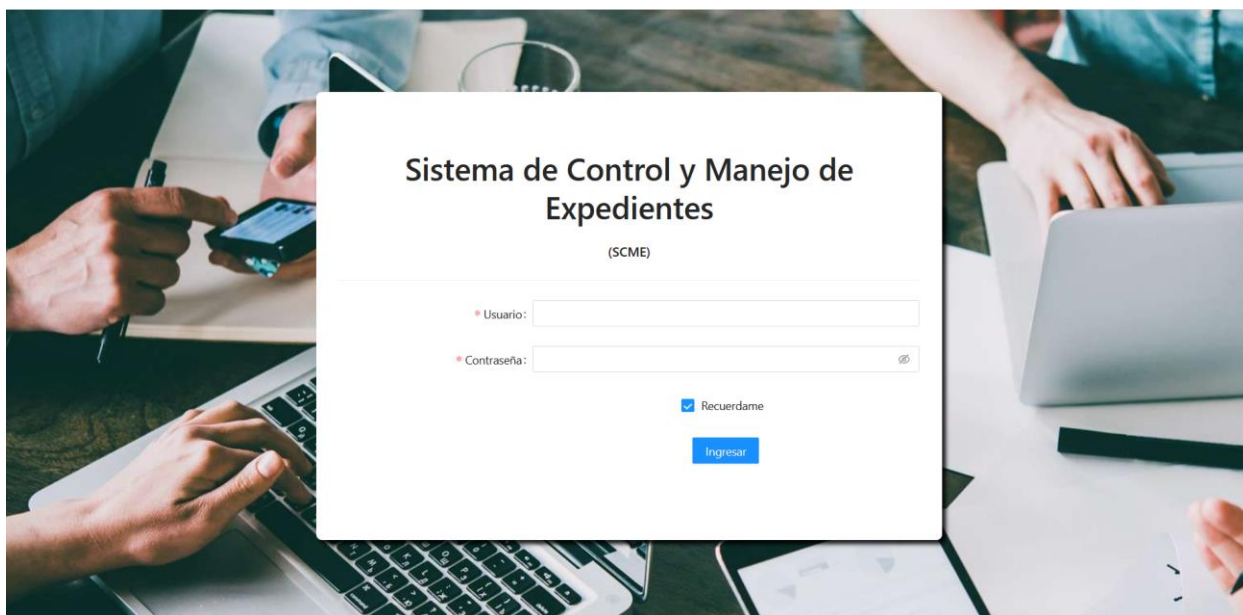 Sistema de Control y Manejo de
Expedientes
(SCME)
* Usuario:
* Contraseña:
Recuerdame
Ingresar